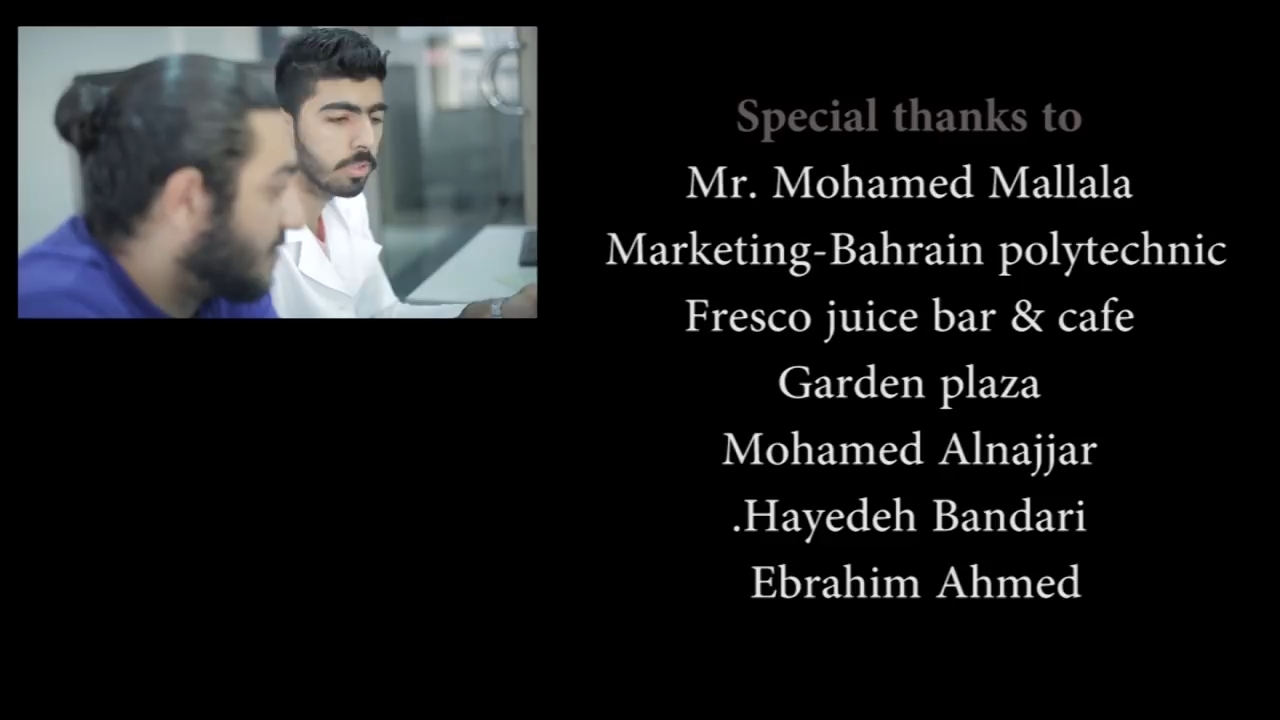 Special thanks to
Mr. Mohamed Mallala
Marketing-Bahrain polytechnic
Fresco juice bar & cafe
Garden plaza
Mohamed Alnajjar
.Hayedeh Bandari
Ebrahim Ahmed